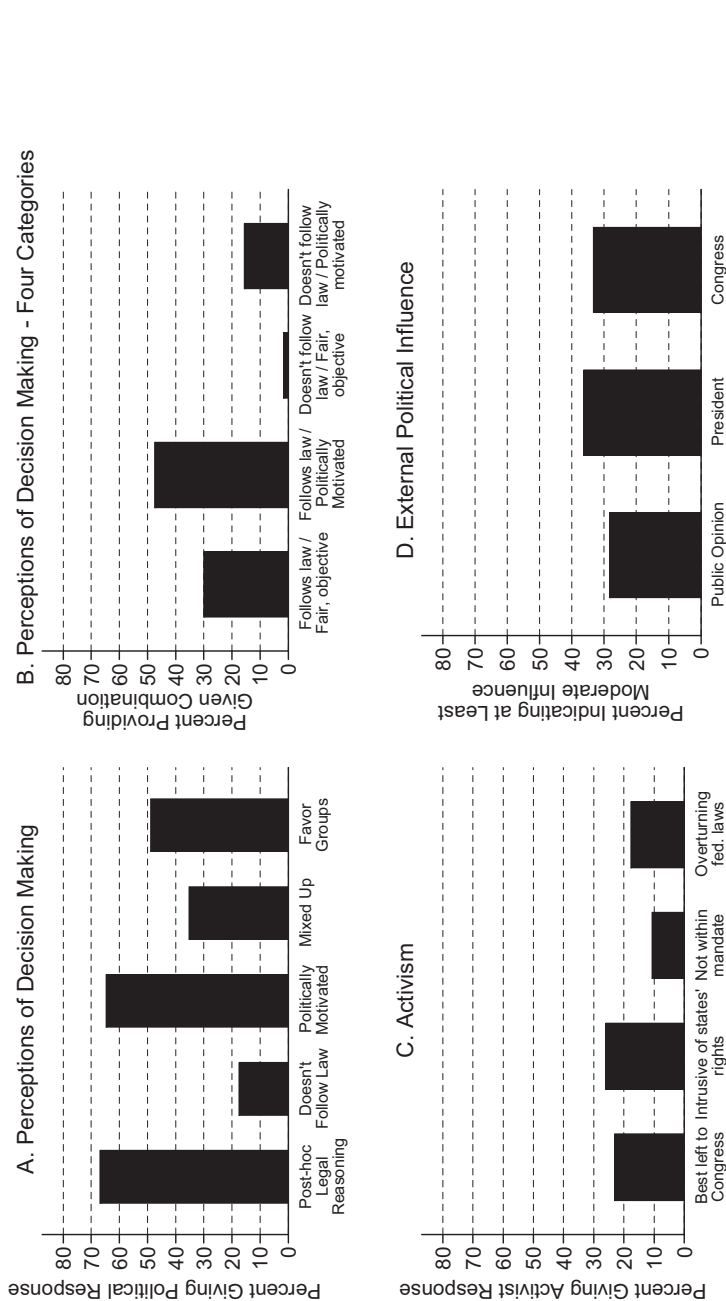 A. Perceptions of Decision Making
Percent Giving Political Response
80
70
60
50
40
30
20
10
0
Post-hoc
Legal
Reasoning
Doesn't
Follow Law
Politically
Motivated
Mixed Up
Favor
Groups
B. Perceptions of Decision Making - Four Categories
Percent Providing
Given Combination
80
70
60
50
40
30
20
10
0
Follows law /
Fair, objective
Follows law /
Politically
Motivated
Doesn't follow
law / Fair,
objective
Doesn't follow
law / Politically
motivated
C. Activism
Percent Giving Activist Response
80
70
60
50
40
30
20
10
0
Best left to
Congress
Intrusive of states'
rights
Not within
mandate
Overturning
fed. laws
D. External Political Influence
Percent Indicating at Least
Moderate Influence
80
70
60
50
40
30
20
10
0
Public Opinion
President
Congress